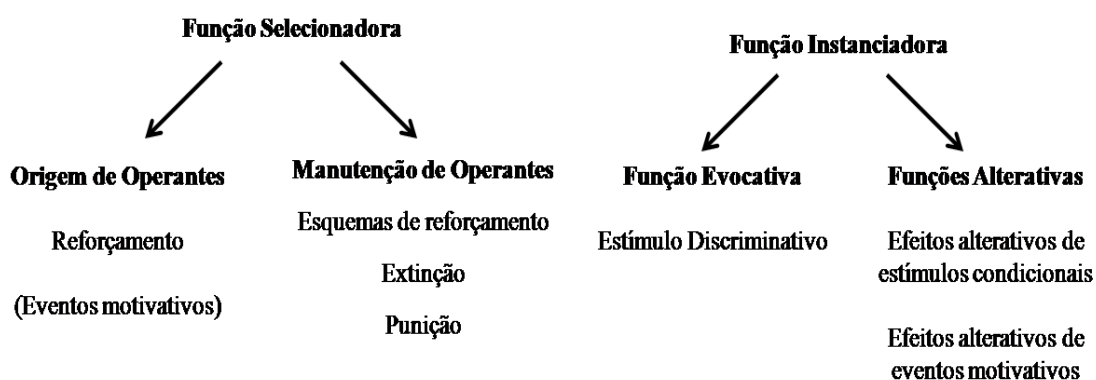 Função Selecionadora
Origem de Operantes
Reforçamento
(Eventos motivativos)
Manutenção de Operantes
Esquemas de reforçamento
Extinção
Punição
Função Instanciadora
Função Evocativa
Estímulo Discriminativo
Funções Alterativas
Efeitos alterativos de
estímulos condicionais
Efeitos alterativos de
eventos motivativos